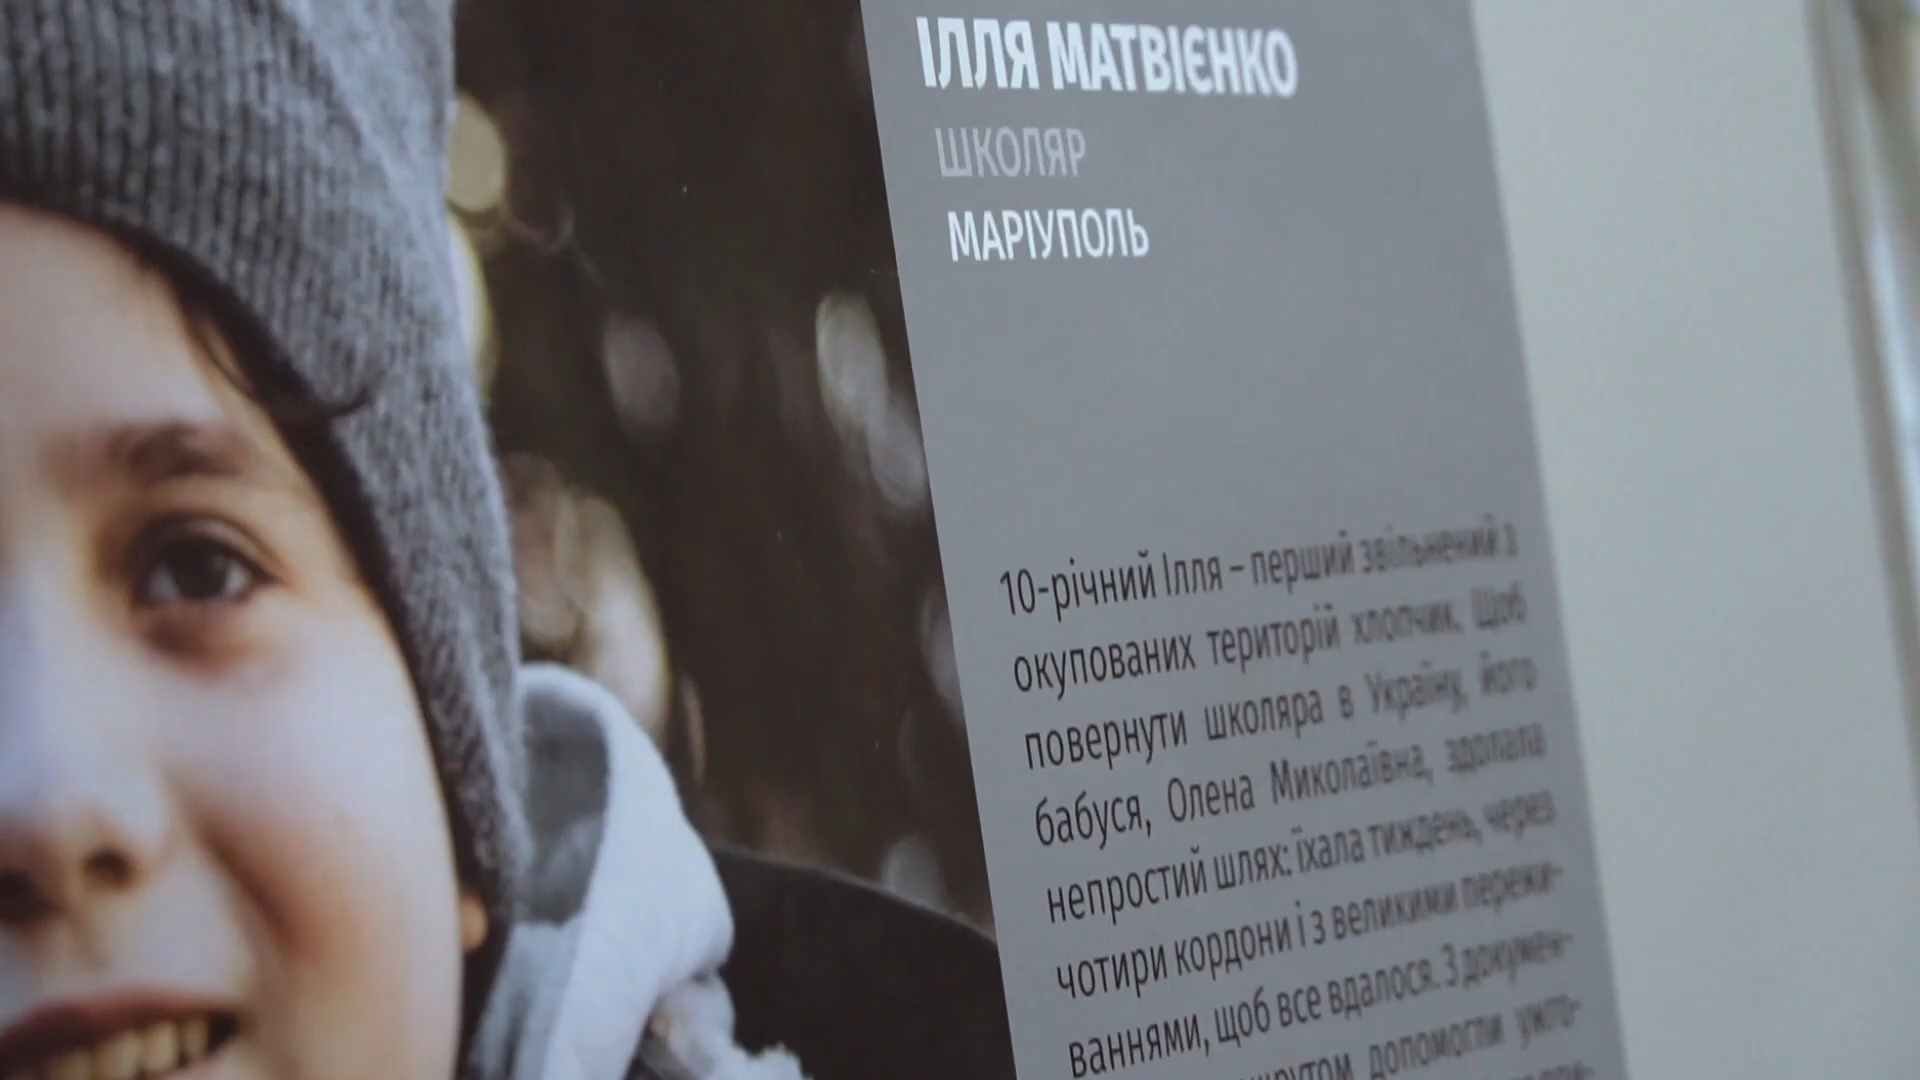 ІЛЛЯ МАТВІЄНКО
ШКОЛЯР
МАРІУПОЛЬ
10-річний Ілля – перший звільнений з
окупованих територій хлопчик. Щоб
повернути школяра в Україну, його
бабуся, Олена Миколаївна, здолала
непростий шлях: їхала тиждень, через
чотири кордони і з великими пережи-
ваннями, щоб все вдалося. З докумен-
допомогли ужго-